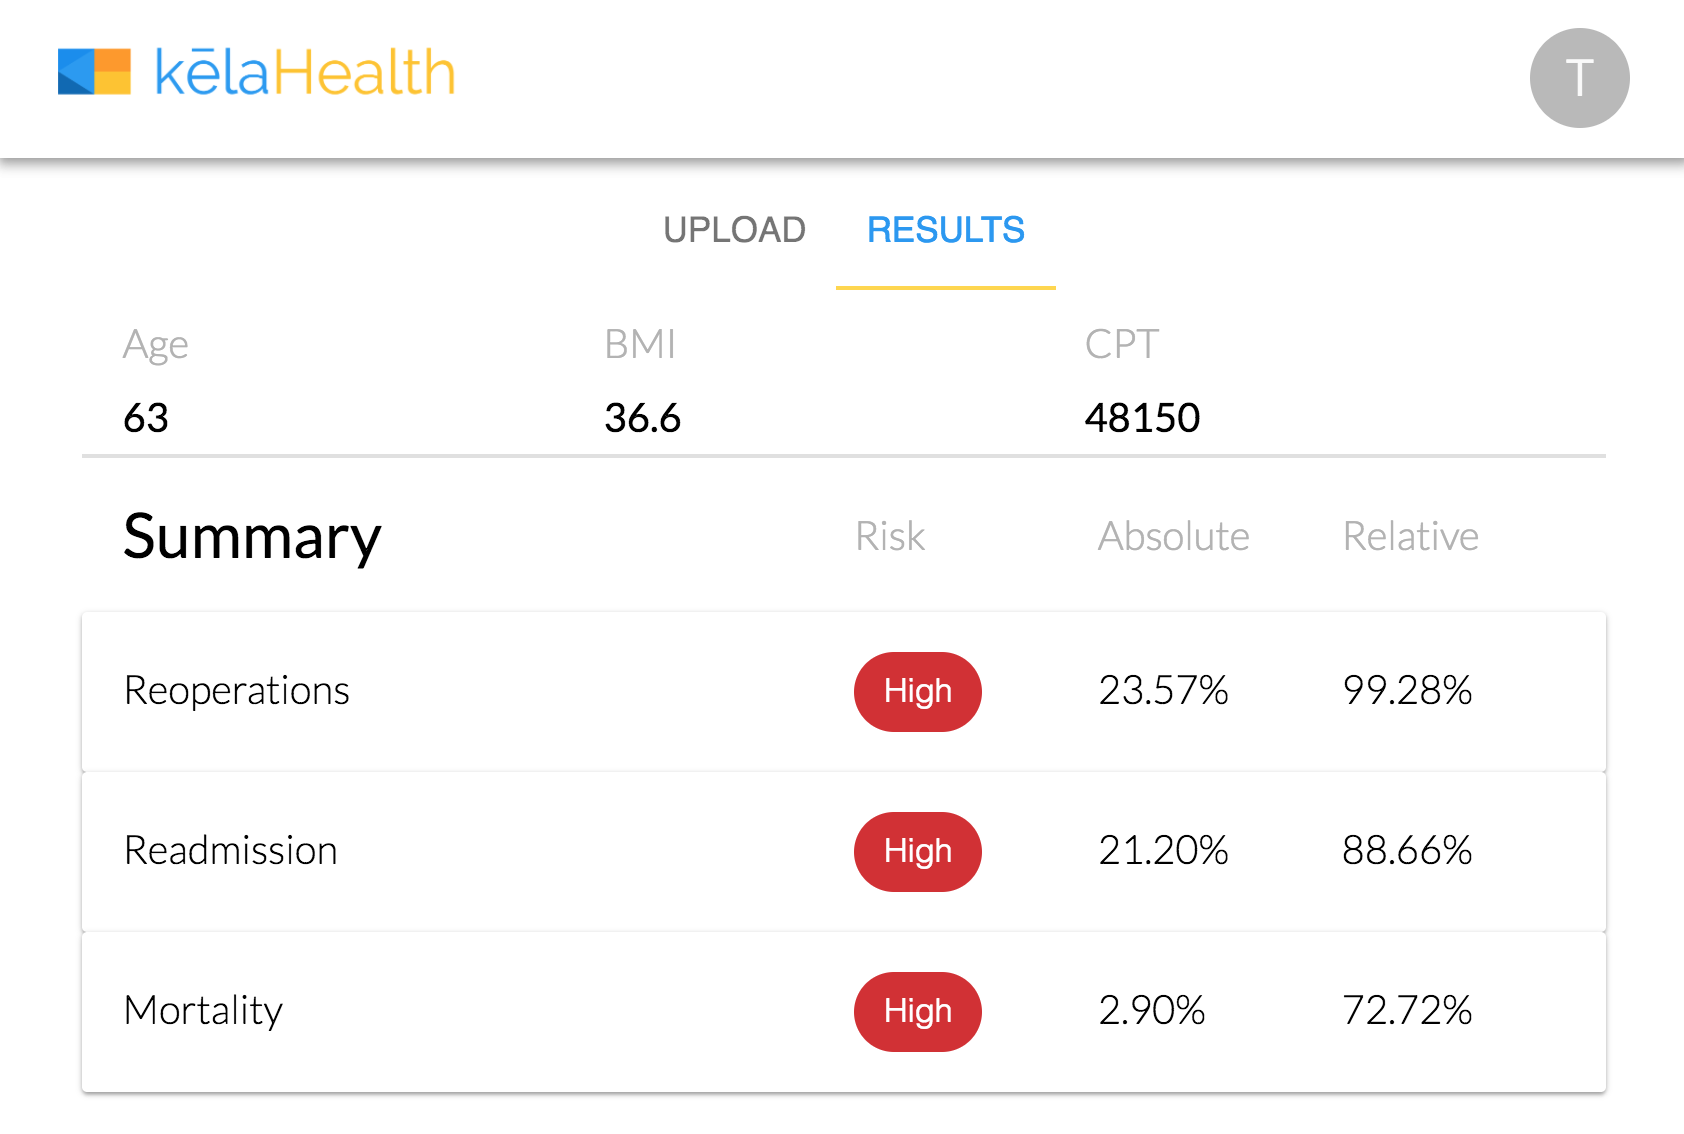 kēlaHealth
T
UPLOAD RESULTS
Age BMI CPT
63 36.6 48150
Summary Risk Absolute Relative
Reoperations High 23.57% 99.28%
Readmission High 21.20% 88.66%
Mortality High 2.90% 72.72%